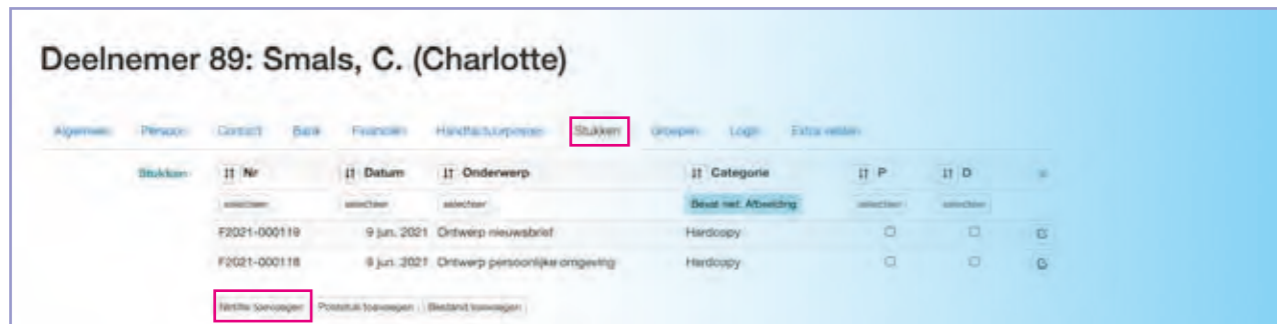 Deelnemer 89: Smals, C. (Charlotte)
Algemeen Persoon Contact Bank Financiën Handfactuurposten Stukken Groepen Login Extra velden
Stukken Nr Datum Onderwerp Categorie P D
selecteer selecteer selecteer Bevat niet: Afbeelding selecteer selecteer
F2021-000119 9 jun. 2021 Ontwerp nieuwsbrief Hardcopy
F2021-000118 9 jun. 2021 Ontwerp persoonlijke omgeving Hardcopy
Notitie toevoegen Poststuk toevoegen Bestand toevoegen